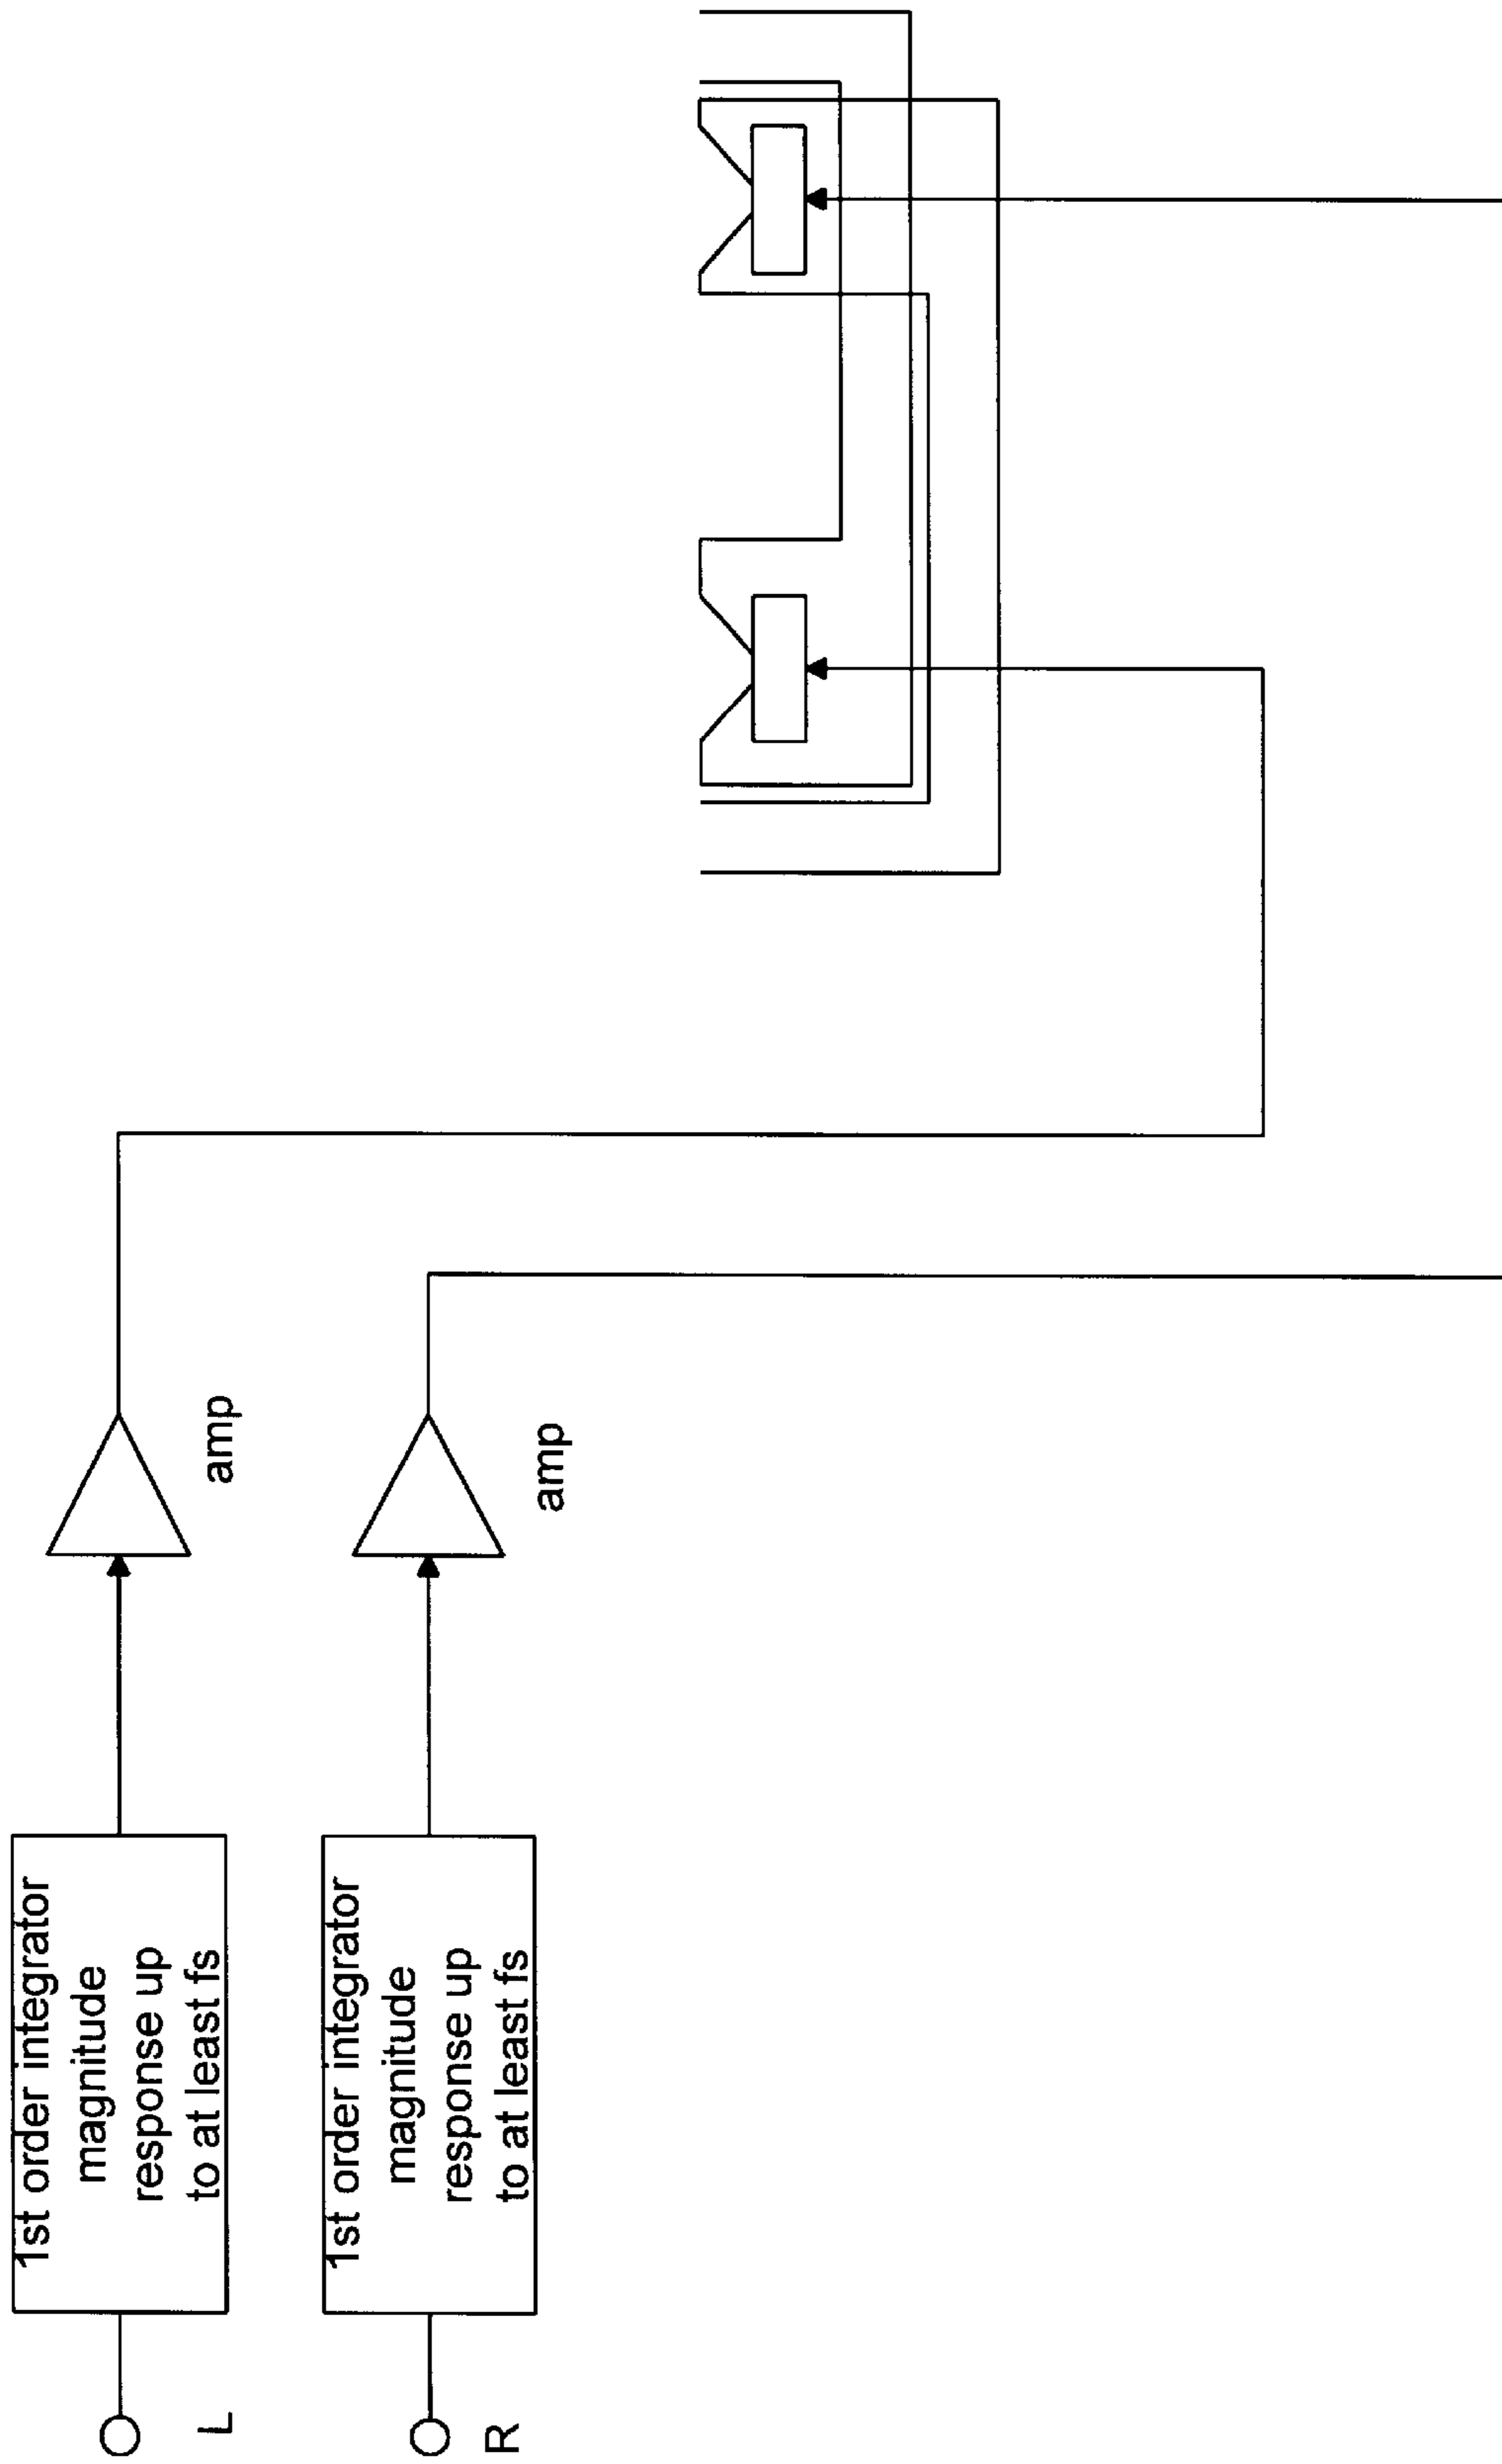 1st order integrator
magnitude
response up
to at least fs
amp
L
1st order integrator
magnitude
response up
to at least fs
amp
R